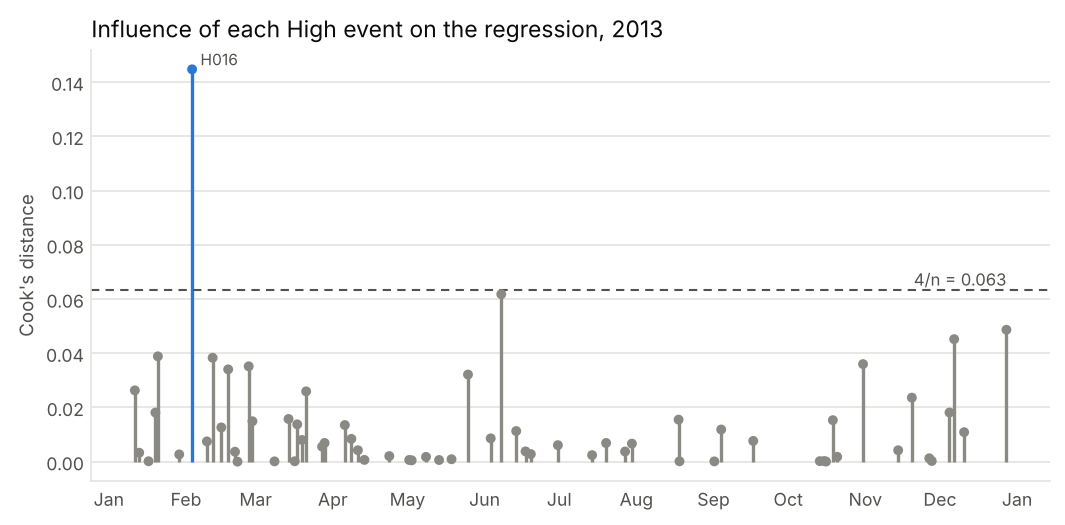 Influence of each High event on the regression, 2013
H016
0.14
0.12
0.10
0.08
0.06
0.04
0.02
0.00
Cook's distance
4/n = 0.063
Jan Feb Mar Apr May Jun Jul Aug Sep Oct Nov Dec Jan